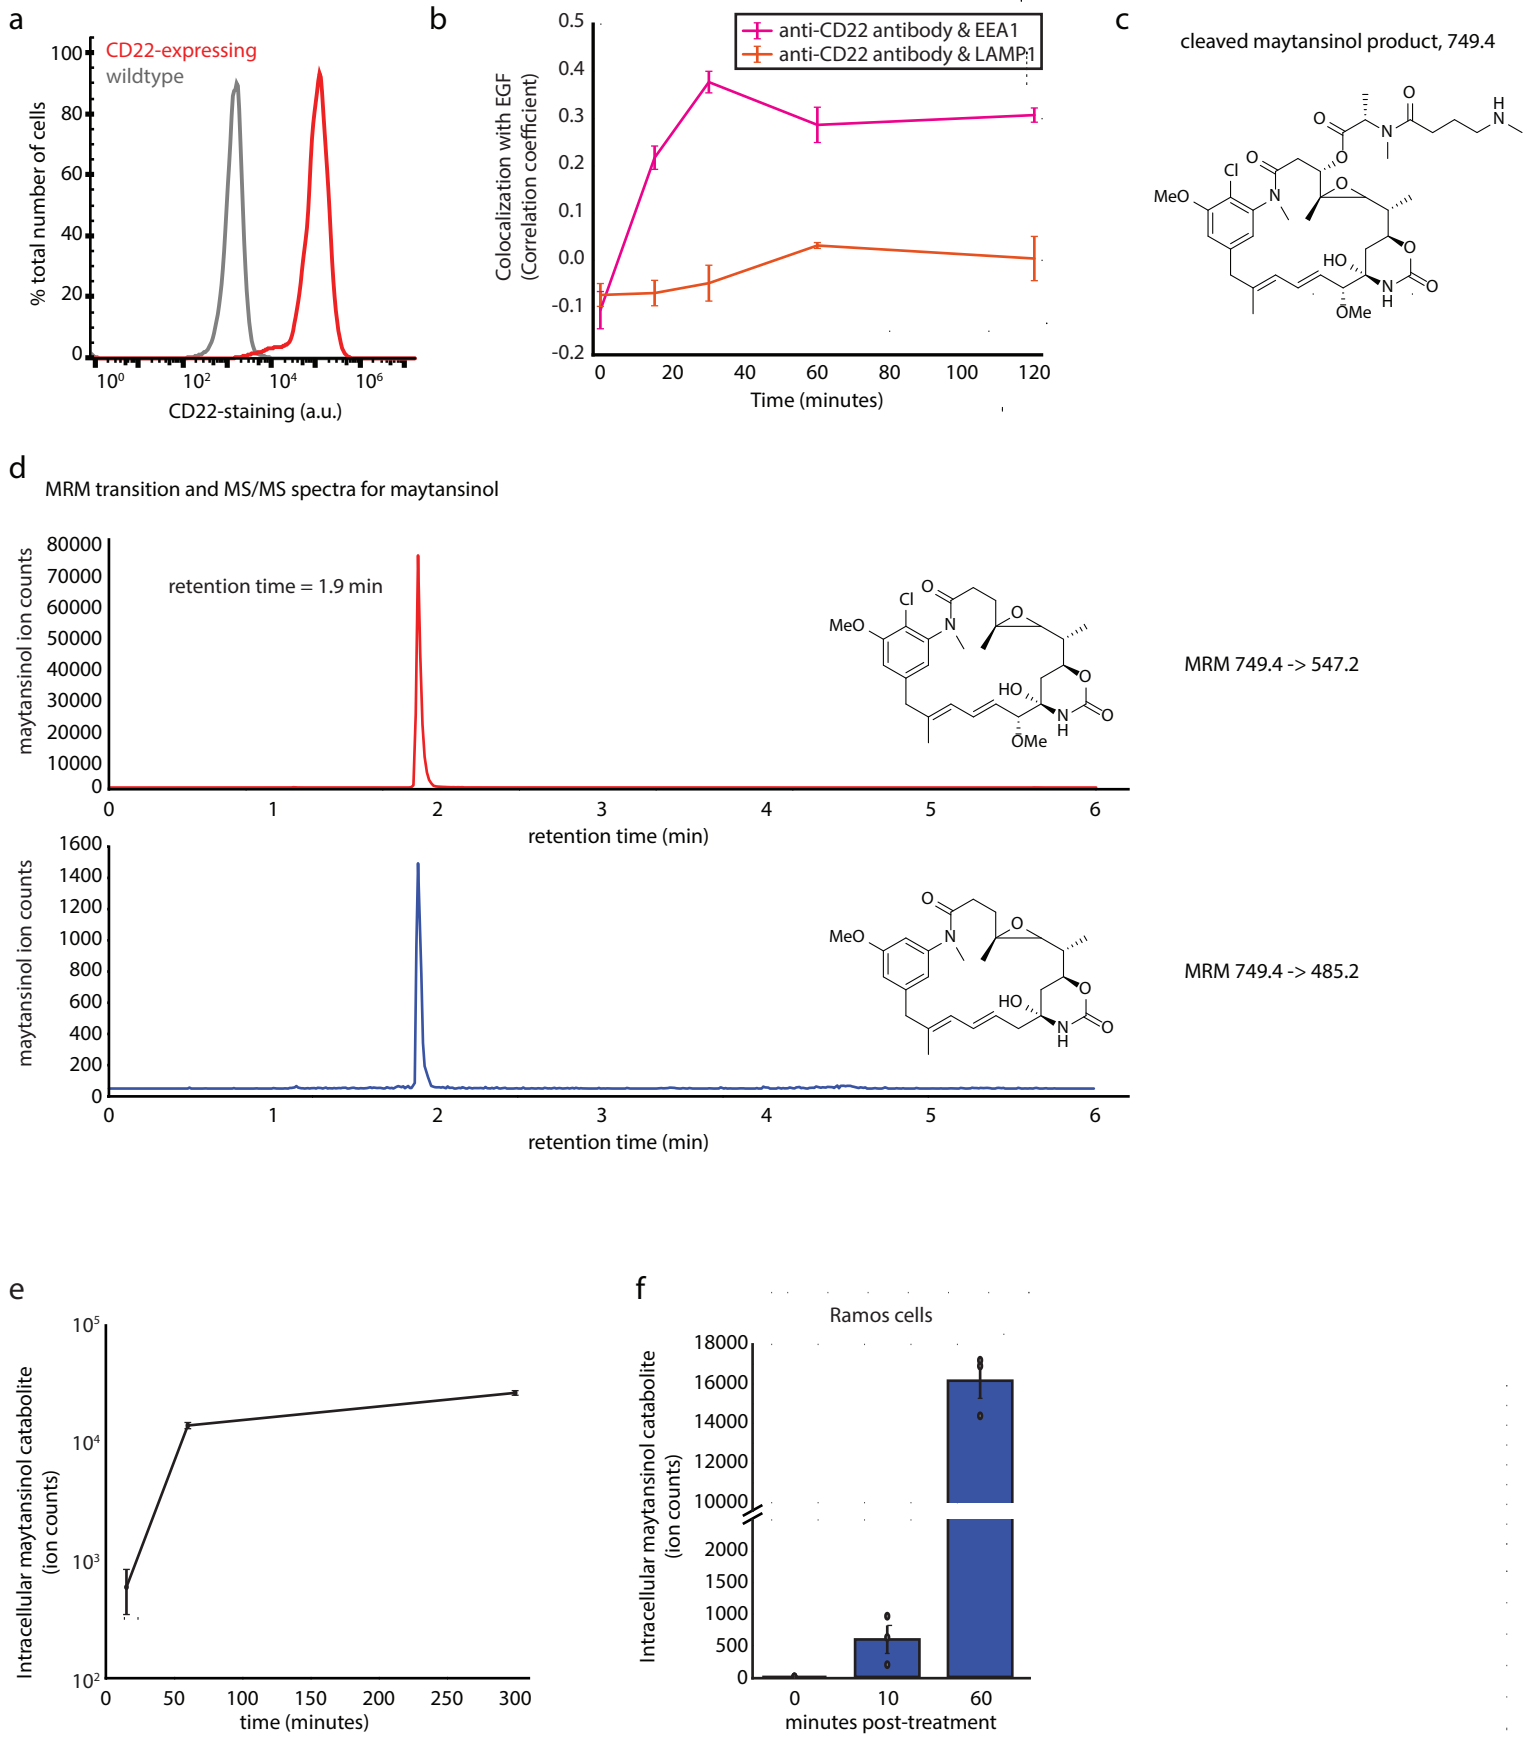 a
CD22-expressing
wildtype
% total number of cells
100
80
60
40
20
0
10⁰ 10² 10⁴ 10⁶
CD22-staining (a.u.)
b
anti-CD22 antibody & EEA1
anti-CD22 antibody & LAMP1
Colocalization with EGF
(Correlation coefficient)
0.5
0.4
0.3
0.2
0.1
0.0
-0.1
-0.2
0 20 40 60 80 100 120
Time (minutes)
c
cleaved maytansinol product, 749.4
O
O
O
N
H
N
O
Cl
MeO
N
O
HO
O
N
H
O
OMe
d
MRM transition and MS/MS spectra for maytansinol
maytansinol ion counts
80000
70000
60000
50000
40000
30000
20000
10000
0
retention time = 1.9 min
0 1 2 3 4 5 6
retention time (min)
O
Cl
MeO
N
O
HO
O
N
H
O
OMe
MRM 749.4 -> 547.2
maytansinol ion counts
1600
1400
1200
1000
800
600
400
200
0
0 1 2 3 4 5 6
retention time (min)
O
MeO
N
O
HO
O
N
H
O
MRM 749.4 -> 485.2
e
Intracellular maytansinol catabolite
(ion counts)
10⁵
10⁴
10³
10²
0 50 100 150 200 250 300
time (minutes)
f
Ramos cells
Intracellular maytansinol catabolite
(ion counts)
18000
16000
14000
12000
10000
2000
1500
1000
500
0
0 10 60
minutes post-treatment